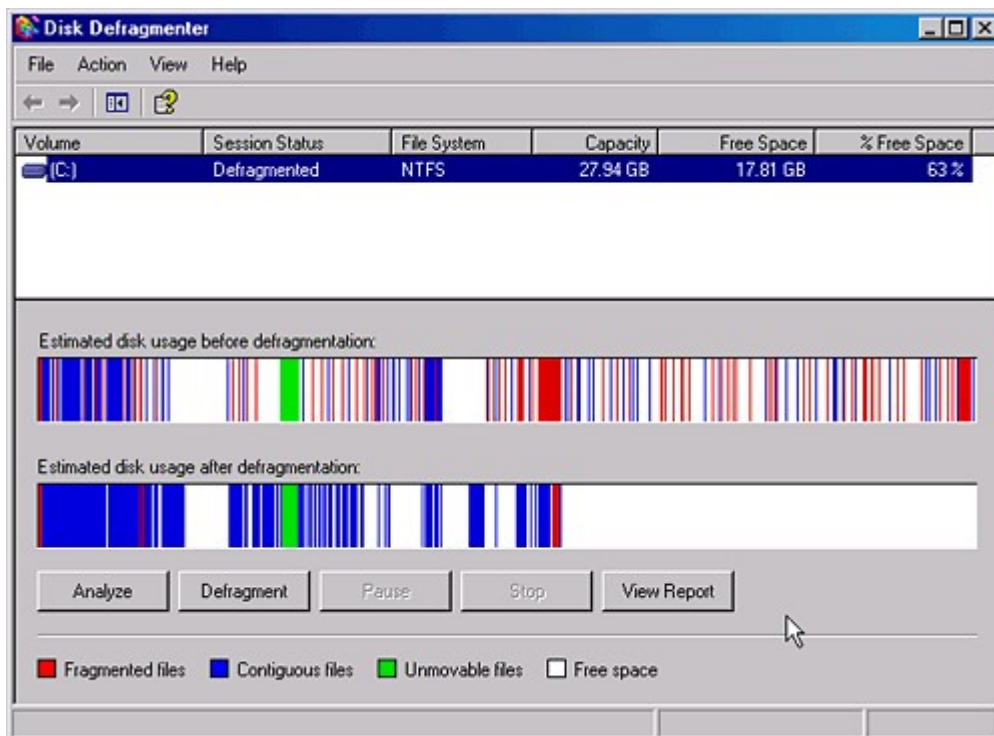 Disk Defragmenter
File Action View Help
Volume Session Status File System Capacity Free Space % Free Space
(C:) Defragmented NTFS 27.94 GB 17.81 GB 63 %
Estimated disk usage before defragmentation:
Estimated disk usage after defragmentation:
Analyze Defragment Pause Stop View Report
Fragmented files Contiguous files Unmovable files Free space